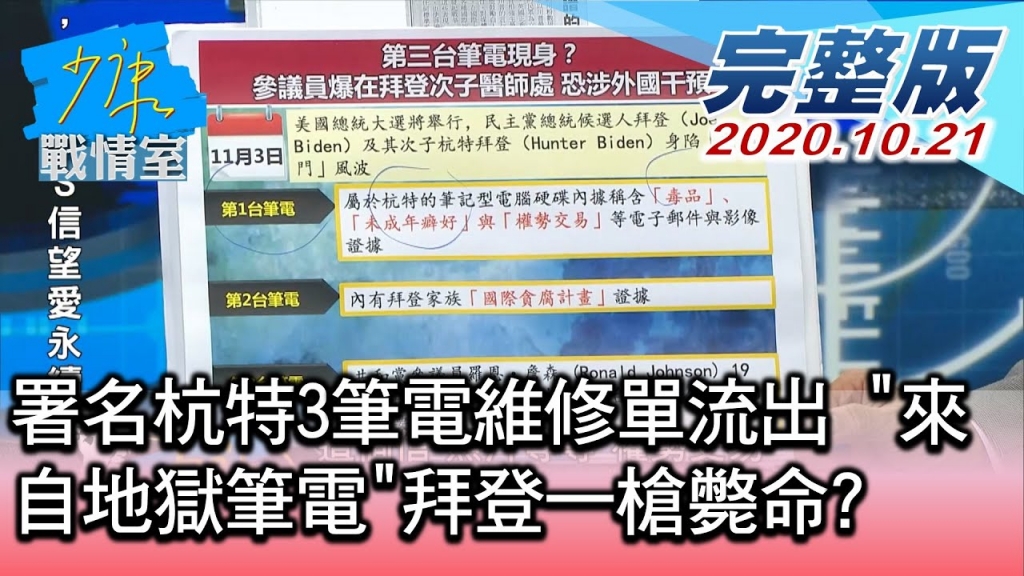 少康
戰情室
完整版
2020.10.21
第三台筆電現身？
參議員爆在拜登次子醫師處 恐涉外國干預
11月3日
美國總統大選將舉行，民主黨總統候選人拜登（Joe
Biden）及其次子杭特拜登（Hunter Biden）身陷
門」風波
第1台筆電
屬於杭特的筆記型電腦硬碟內據稱含「毒品」、
「未成年癖好」與「權勢交易」等電子郵件與影像
證據
第2台筆電
內有拜登家族「國際貪腐計畫」證據
(Ronald Johnson) 19
信望愛永續
署名杭特3筆電維修單流出 "來
自地獄筆電"拜登一槍斃命?